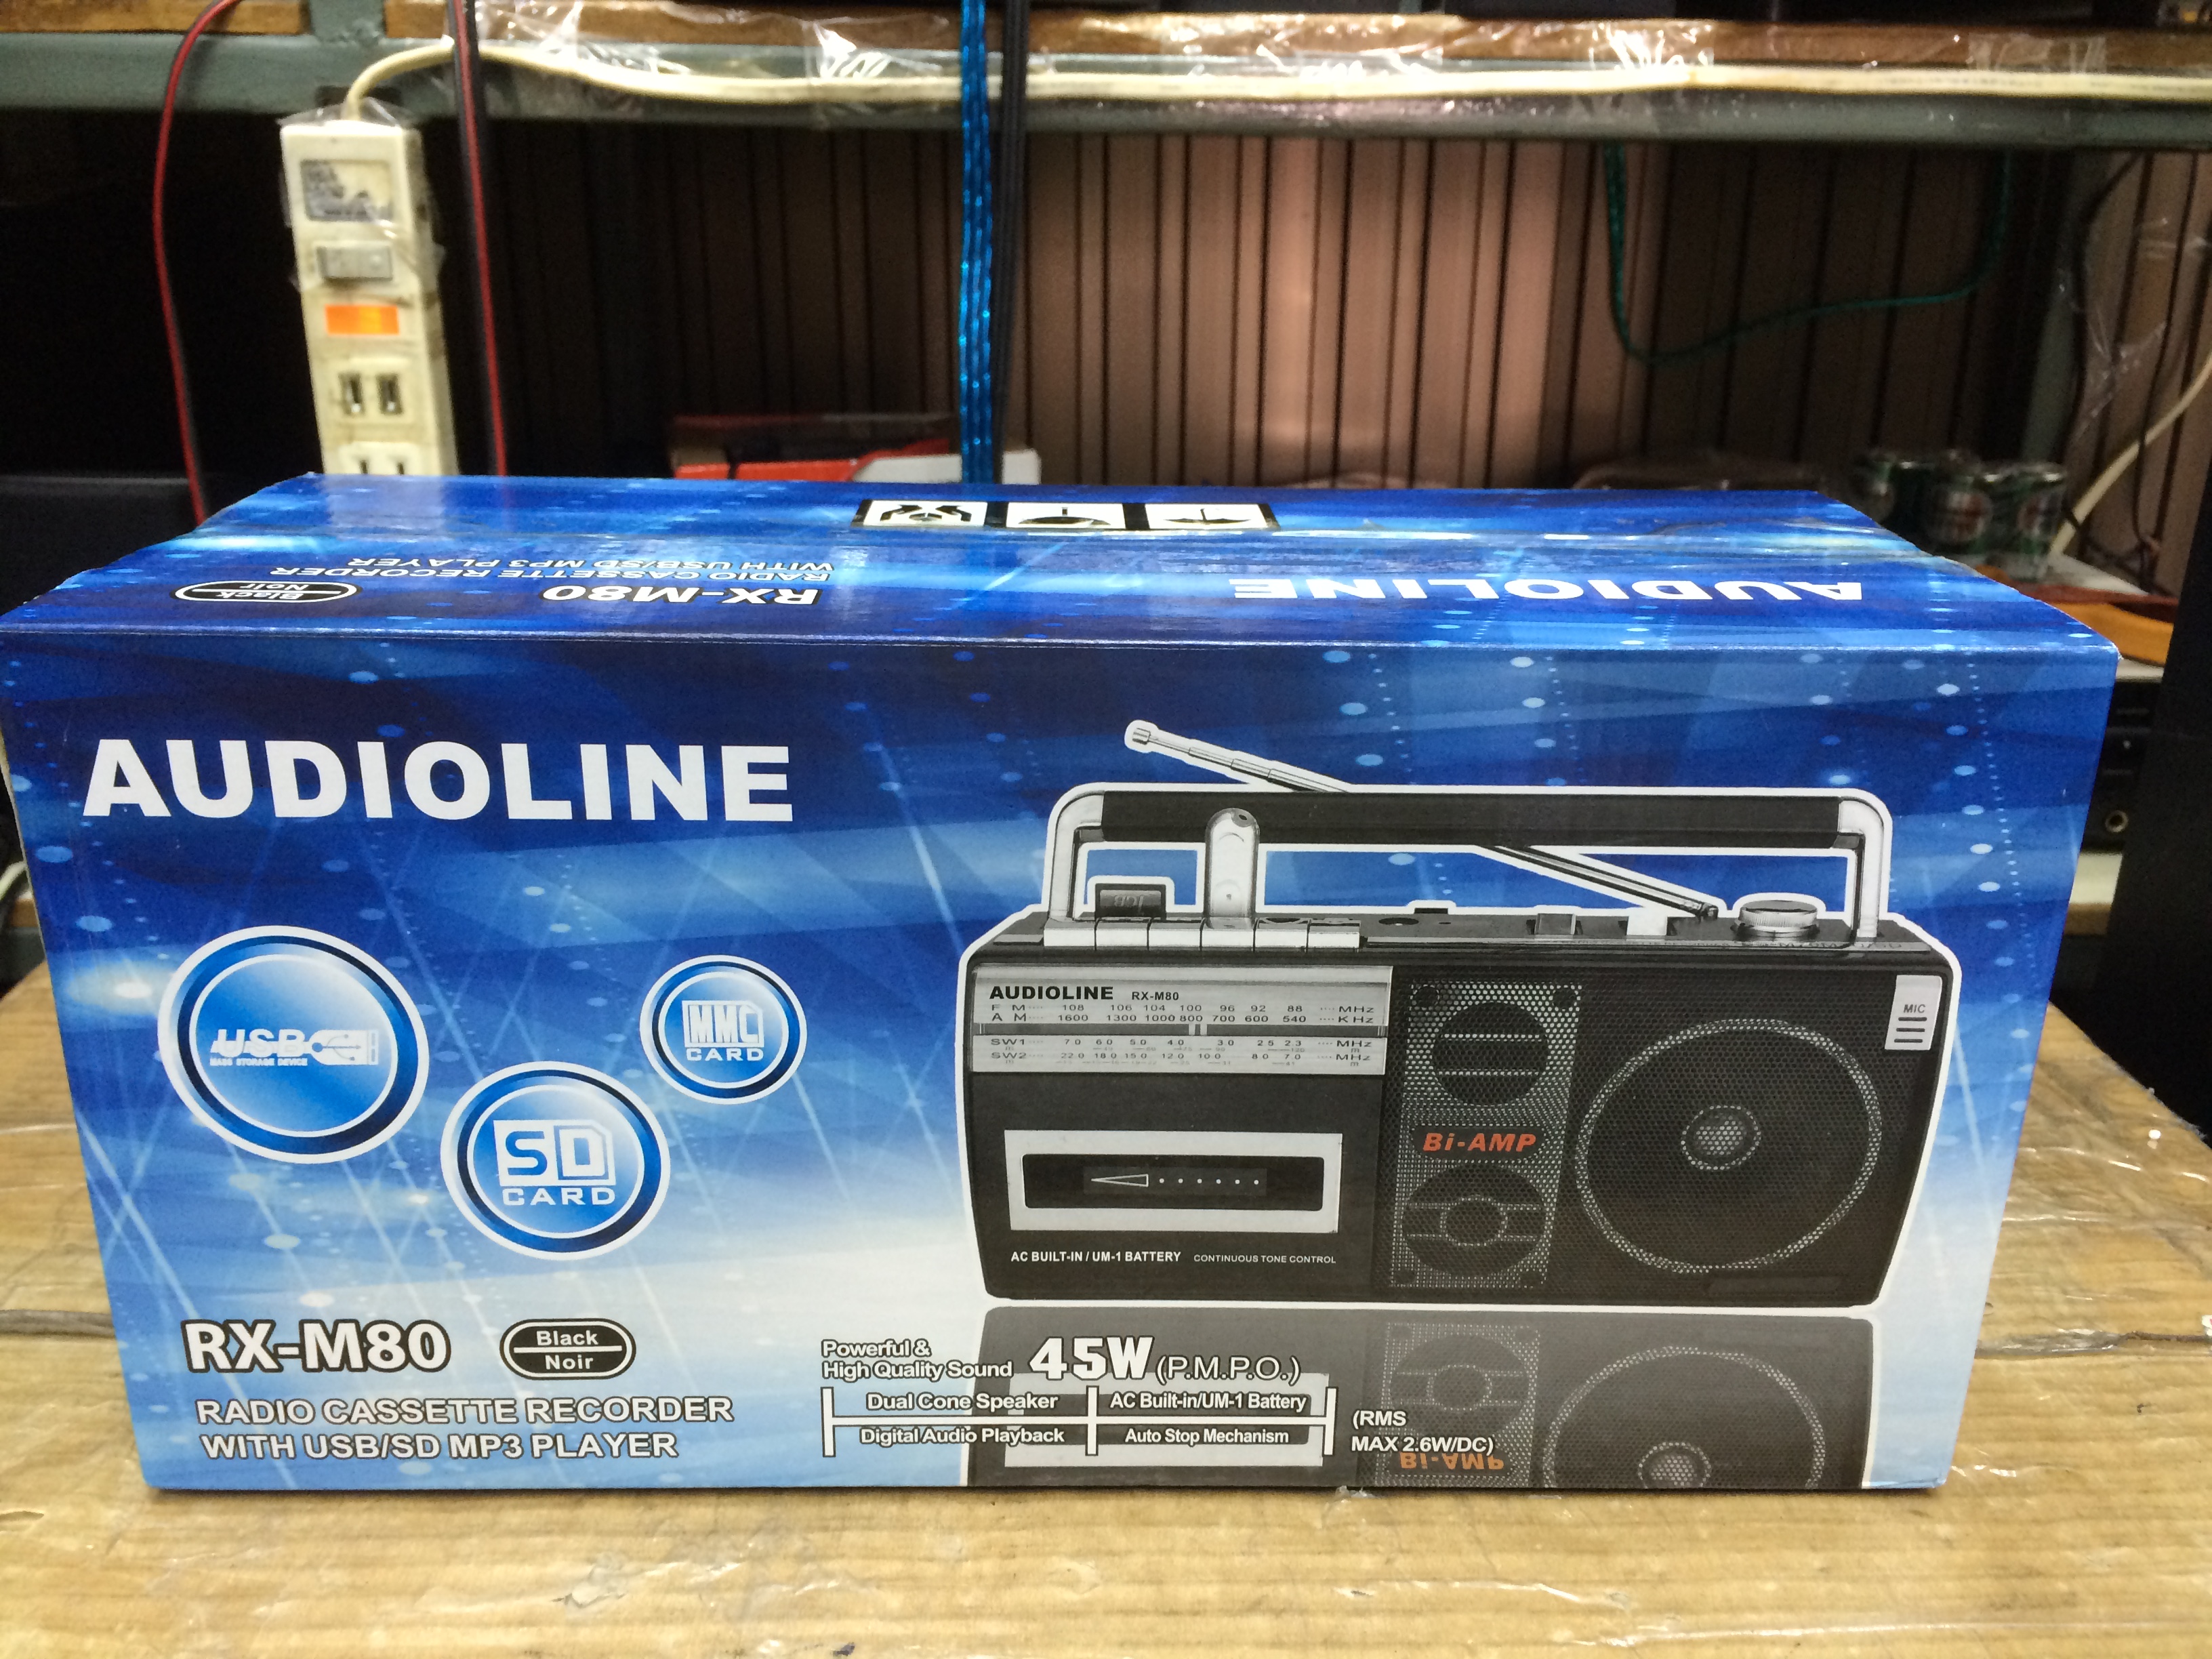 RADIO CASSETTE RECORDER
WITH USB/SD MP3 PLAYER
RX-M80
Black
Noir
AUDIOLINE
AUDIOLINE
USB
MASS STORAGE DEVICE
MMC
CARD
SD
CARD
RX-M80
Black
Noir
RADIO CASSETTE RECORDER
WITH USB/SD MP3 PLAYER
AUDIOLINE RX-M80
F M 108 106 104 100 96 92 88 MHz
A M 1600 1300 1000 800 700 600 540 KHz
SW1 7.0 6.0 5.0 4.0 3.0 2.5 2.3 MHz
SW2 22.0 18.0 15.0 12.0 10.0 8.0 7.0 MHz
MIC
Bi-AMP
AC BUILT-IN / UM-1 BATTERY CONTINUOUS TONE CONTROL
Powerful &
High Quality Sound 45W (P.M.P.O.)
Dual Cone Speaker AC Built-in/UM-1 Battery
Digital Audio Playback Auto Stop Mechanism
(RMS
MAX 2.6W/DC)
Bi-AMP